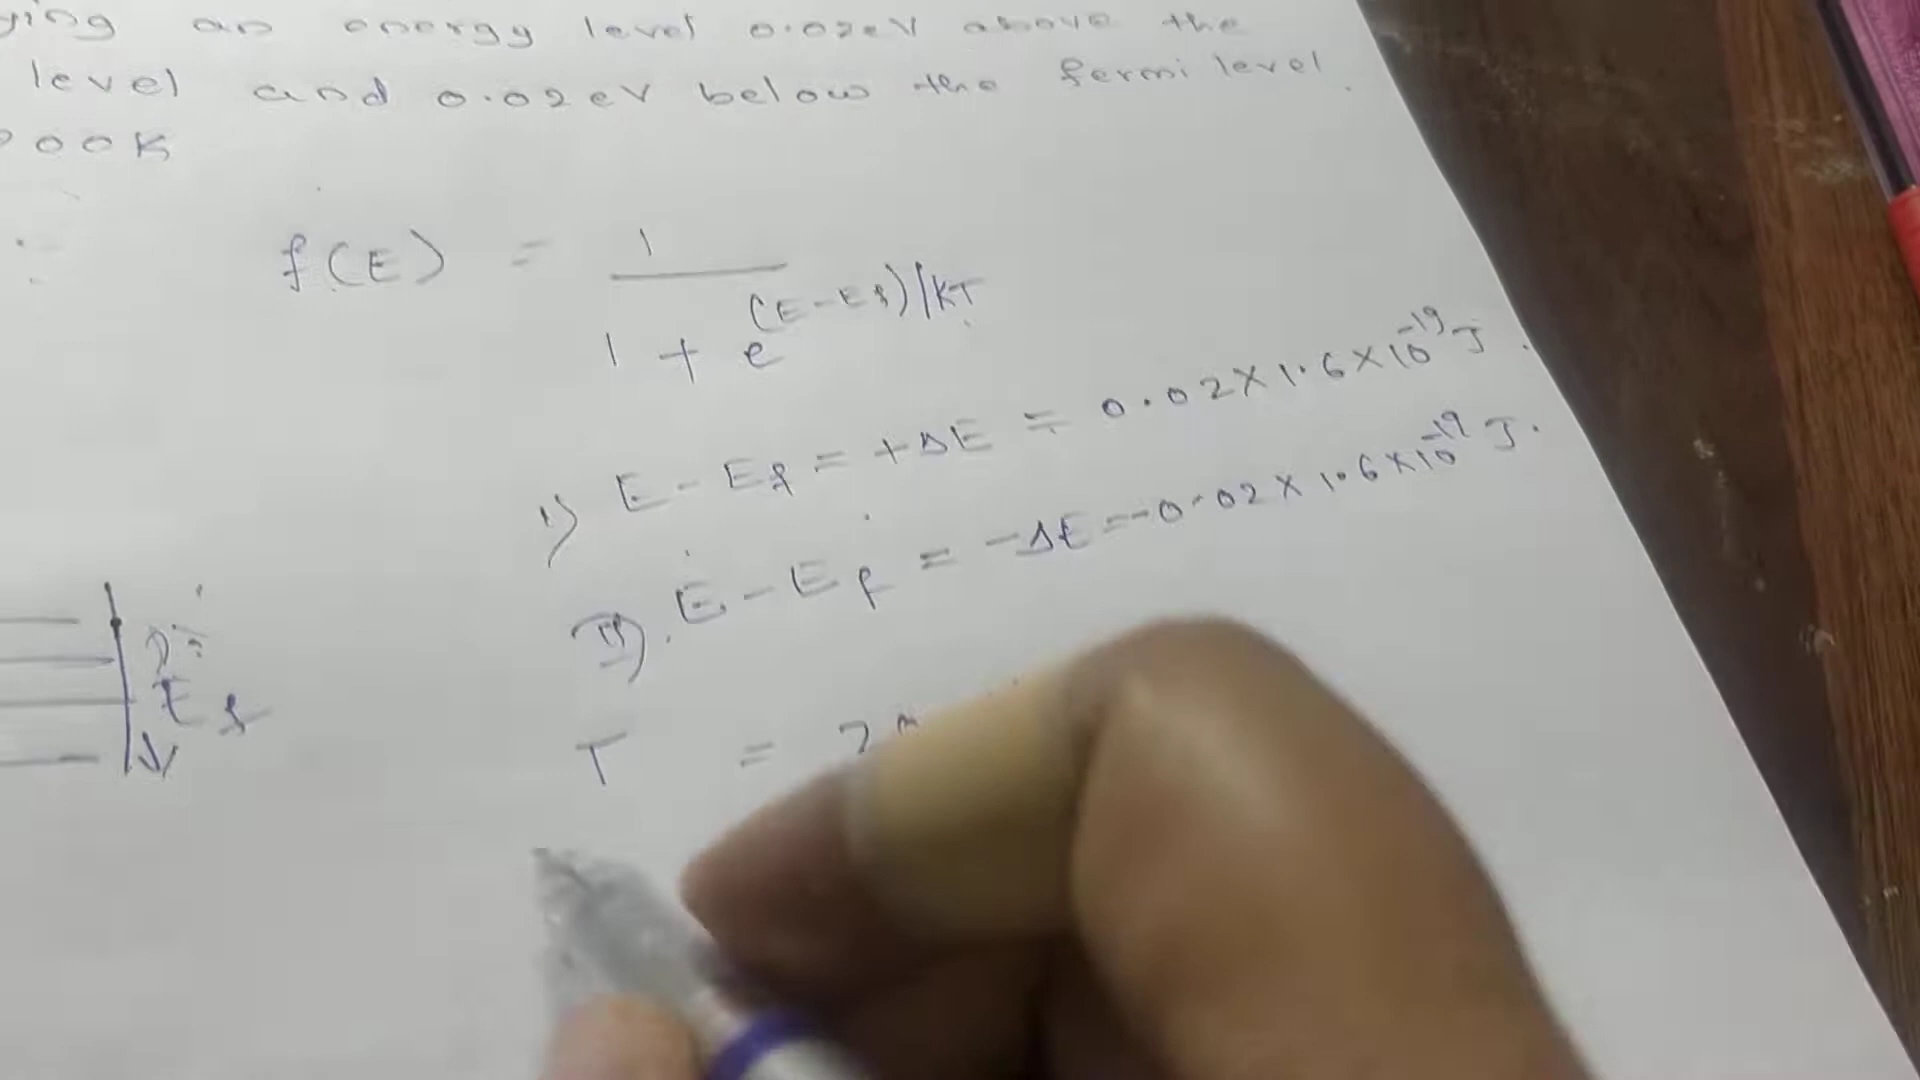 an energy level 0.02eV above the
level and 0.02eV below the fermi level.
00K
f(E) = 1 / 1 + e^(E-Ef)/KT
1) E - Ef = +ΔE = 0.02 × 1.6 × 10^-19 J.
II). E - Ef = -ΔE = -0.02 × 1.6 × 10^-19 J.
Ef
T =